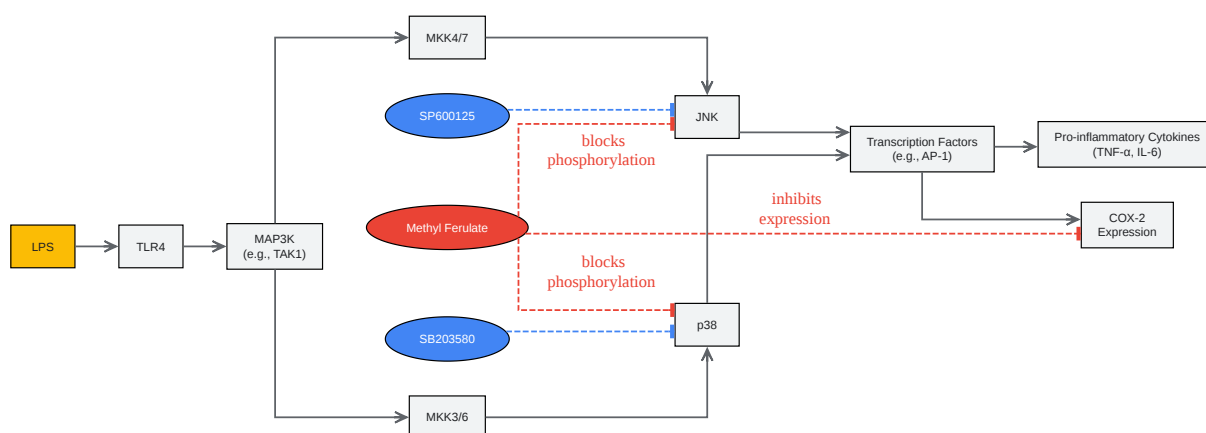 MKK4/7
SP600125
JNK
blocks
phosphorylation
Transcription Factors
(e.g., AP-1)
Pro-inflammatory Cytokines
(TNF-α, IL-6)
inhibits
expression
COX-2
Expression
Methyl Ferulate
LPS
TLR4
MAP3K
(e.g., TAK1)
blocks
phosphorylation
p38
SB203580
MKK3/6